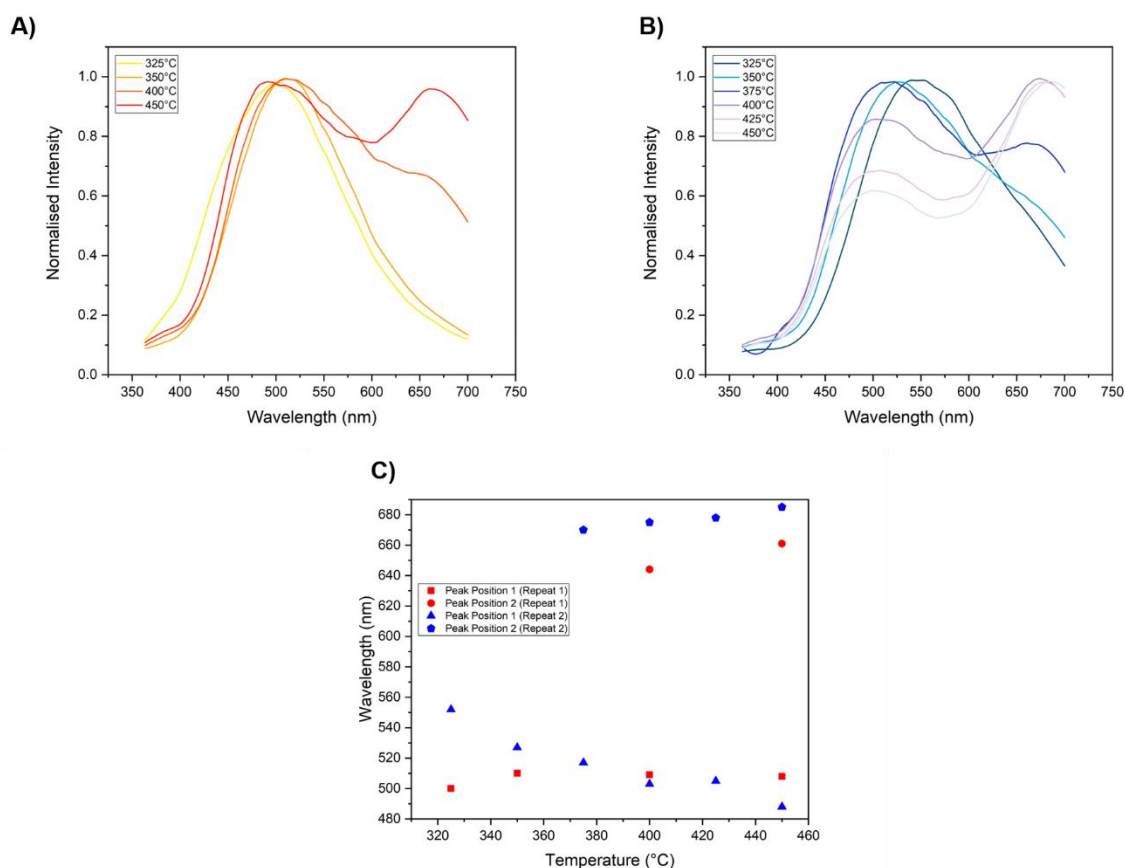 A)
325°C
350°C
400°C
450°C
Normalised Intensity
0.0
0.2
0.4
0.6
0.8
1.0
350 400 450 500 550 600 650 700 750
Wavelength (nm)
B)
325°C
350°C
375°C
400°C
425°C
450°C
Normalised Intensity
0.0
0.2
0.4
0.6
0.8
1.0
350 400 450 500 550 600 650 700 750
Wavelength (nm)
C)
Peak Position 1 (Repeat 1)
Peak Position 2 (Repeat 1)
Peak Position 1 (Repeat 2)
Peak Position 2 (Repeat 2)
Wavelength (nm)
680
660
640
620
600
580
560
540
520
500
480
320 340 360 380 400 420 440 460
Temperature (°C)